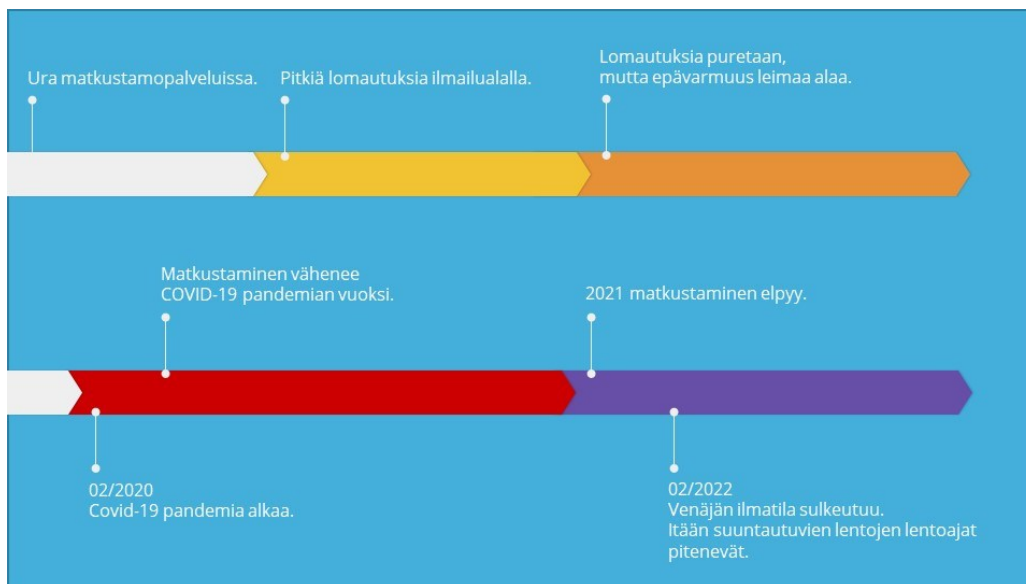 Ura matkustamopalveluissa.
Pitkiä lomautuksia ilmailualalla.
Lomautuksia puretaan,
mutta epävarmuus leimaa alaa.
Matkustaminen vähenee
COVID-19 pandemian vuoksi.
2021 matkustaminen elpyy.
02/2020
Covid-19 pandemia alkaa.
02/2022
Venäjän ilmatila sulkeutuu.
Itään suuntautuvien lentojen lentoajat
pitenevät.